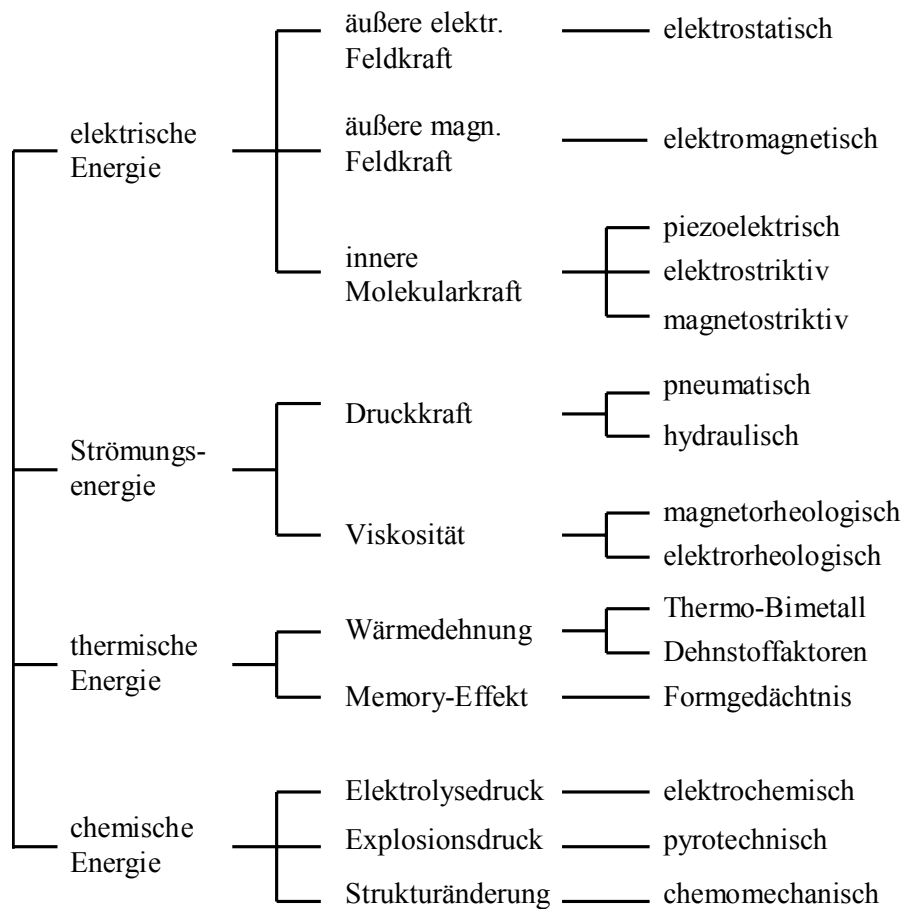 äußere elektr.
Feldkraft
elektrostatisch
elektrische
Energie
äußere magn.
Feldkraft
elektromagnetisch
innere
Molekularkraft
piezoelektrisch
elektrostriktiv
magnetostriktiv
Strömungs-
energie
Druckkraft
pneumatisch
hydraulisch
Viskosität
magnetorheologisch
elektrorheologisch
thermische
Energie
Wärmedehnung
Thermo-Bimetall
Dehnstoffaktoren
Memory-Effekt
Formgedächtnis
chemische
Energie
Elektrolysedruck
elektrochemisch
Explosionsdruck
pyrotechnisch
Strukturänderung
chemomechanisch